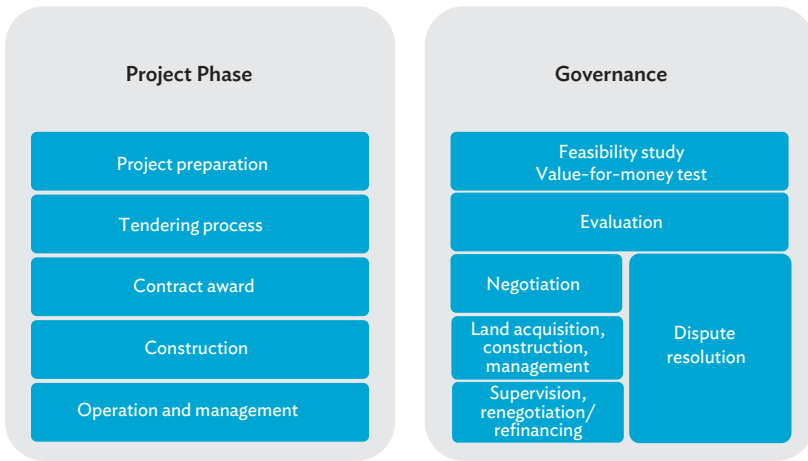 Project Phase
Project preparation
Tendering process
Contract award
Construction
Operation and management
Governance
Feasibility study
Value-for-money test
Evaluation
Negotiation
Land acquisition,
construction,
management
Supervision,
renegotiation/
refinancing
Dispute
resolution